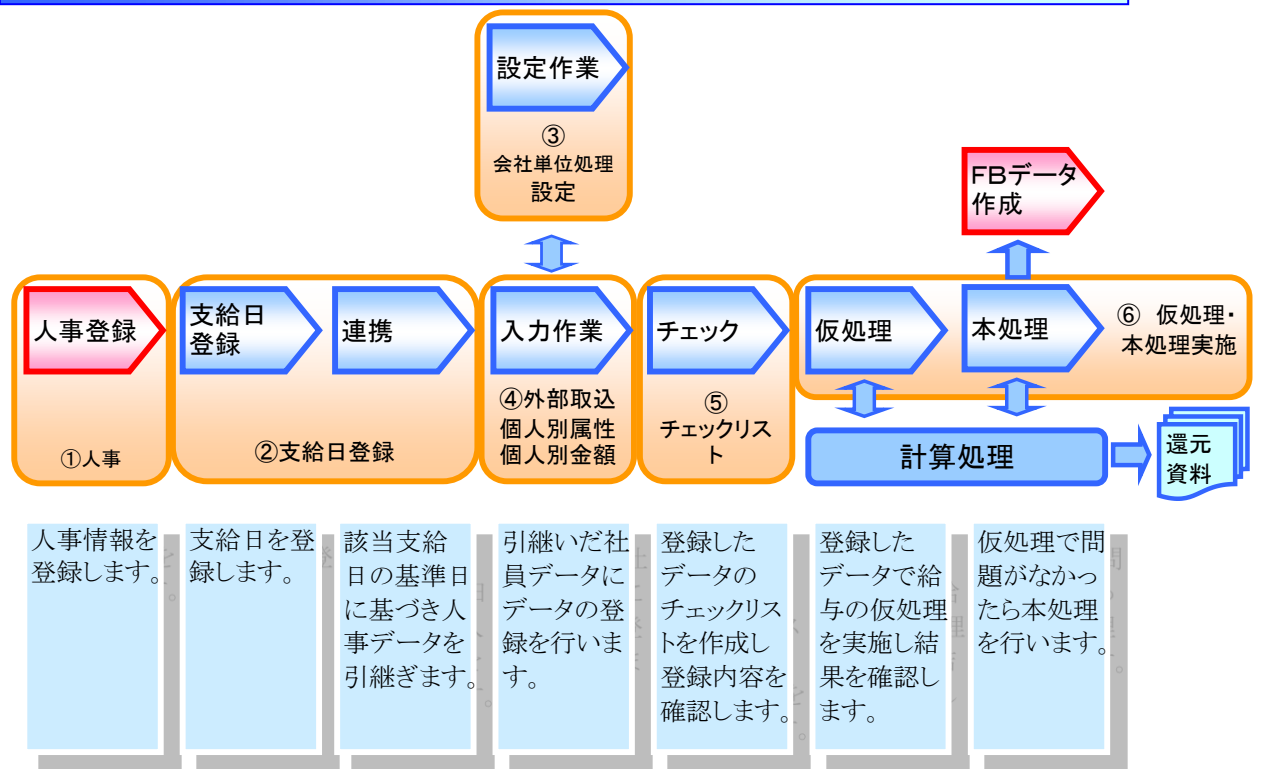 設定作業
③
会社単位処理
設定
FBデータ
作成
人事登録
①人事
支給日
登録
連携
②支給日登録
入力作業
④外部取込
個人別属性
個人別金額
チェック
⑤
チェックリス
ト
仮処理
本処理
⑥ 仮処理・
本処理実施
計算処理
還元
資料
人事情報を
登録します。
支給日を登
録します。
該当支給
日の基準日
に基づき人
事データを
引継ぎます。
引継いだ社
員データに
データの登
録を行いま
す。
登録した
データの
チェックリス
トを作成し
登録内容を
確認します。
登録した
データで給
与の仮処理
を実施し結
果を確認し
ます。
仮処理で問
題がなかっ
たら本処理
を行います。